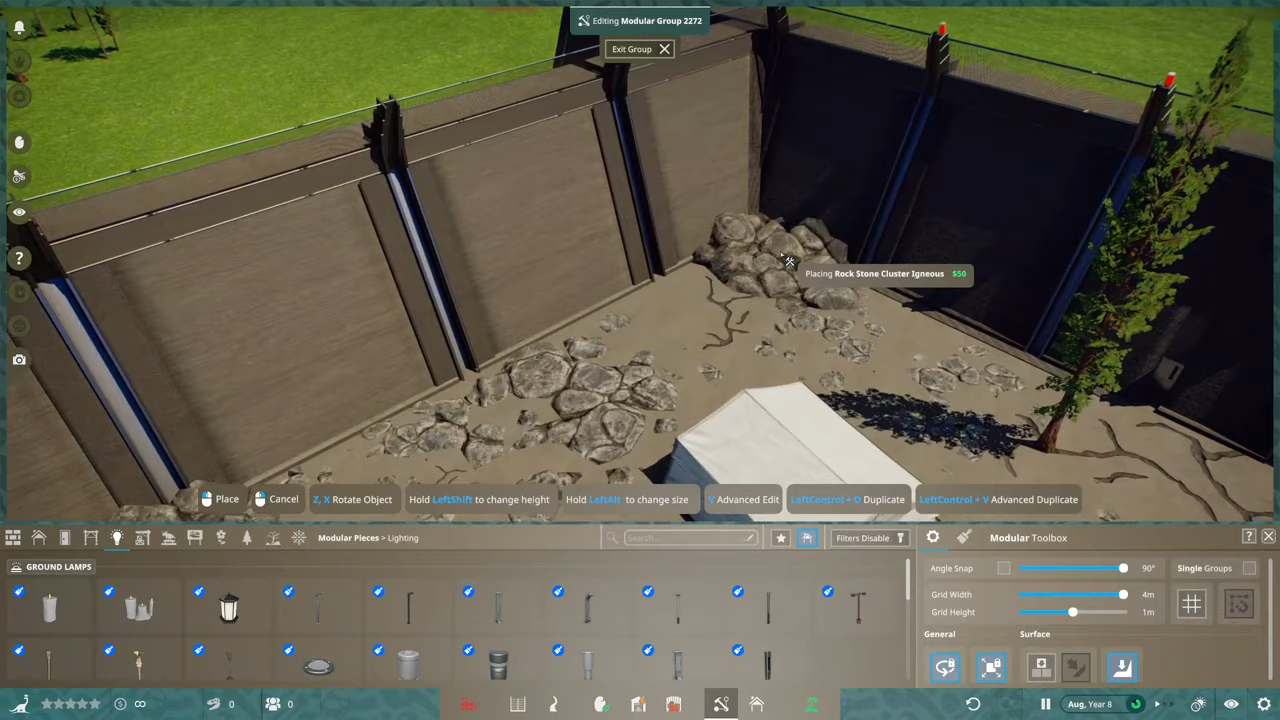 Editing Modular Group 2272
Exit Group
?
Placing Rock Stone Cluster Igneous $50
Place
Cancel
Z, X Rotate Object
Hold LeftShift to change height
Hold LeftAlt to change size
V Advanced Edit
LeftControl + D Duplicate
LeftControl + V Advanced Duplicate
Modular Pieces > Lighting
Search...
Filters Disable
Modular Toolbox
?
GROUND LAMPS
Angle Snap
90°
Single Groups
Grid Width
4m
Grid Height
1m
General
Surface
0
0
Aug, Year 8